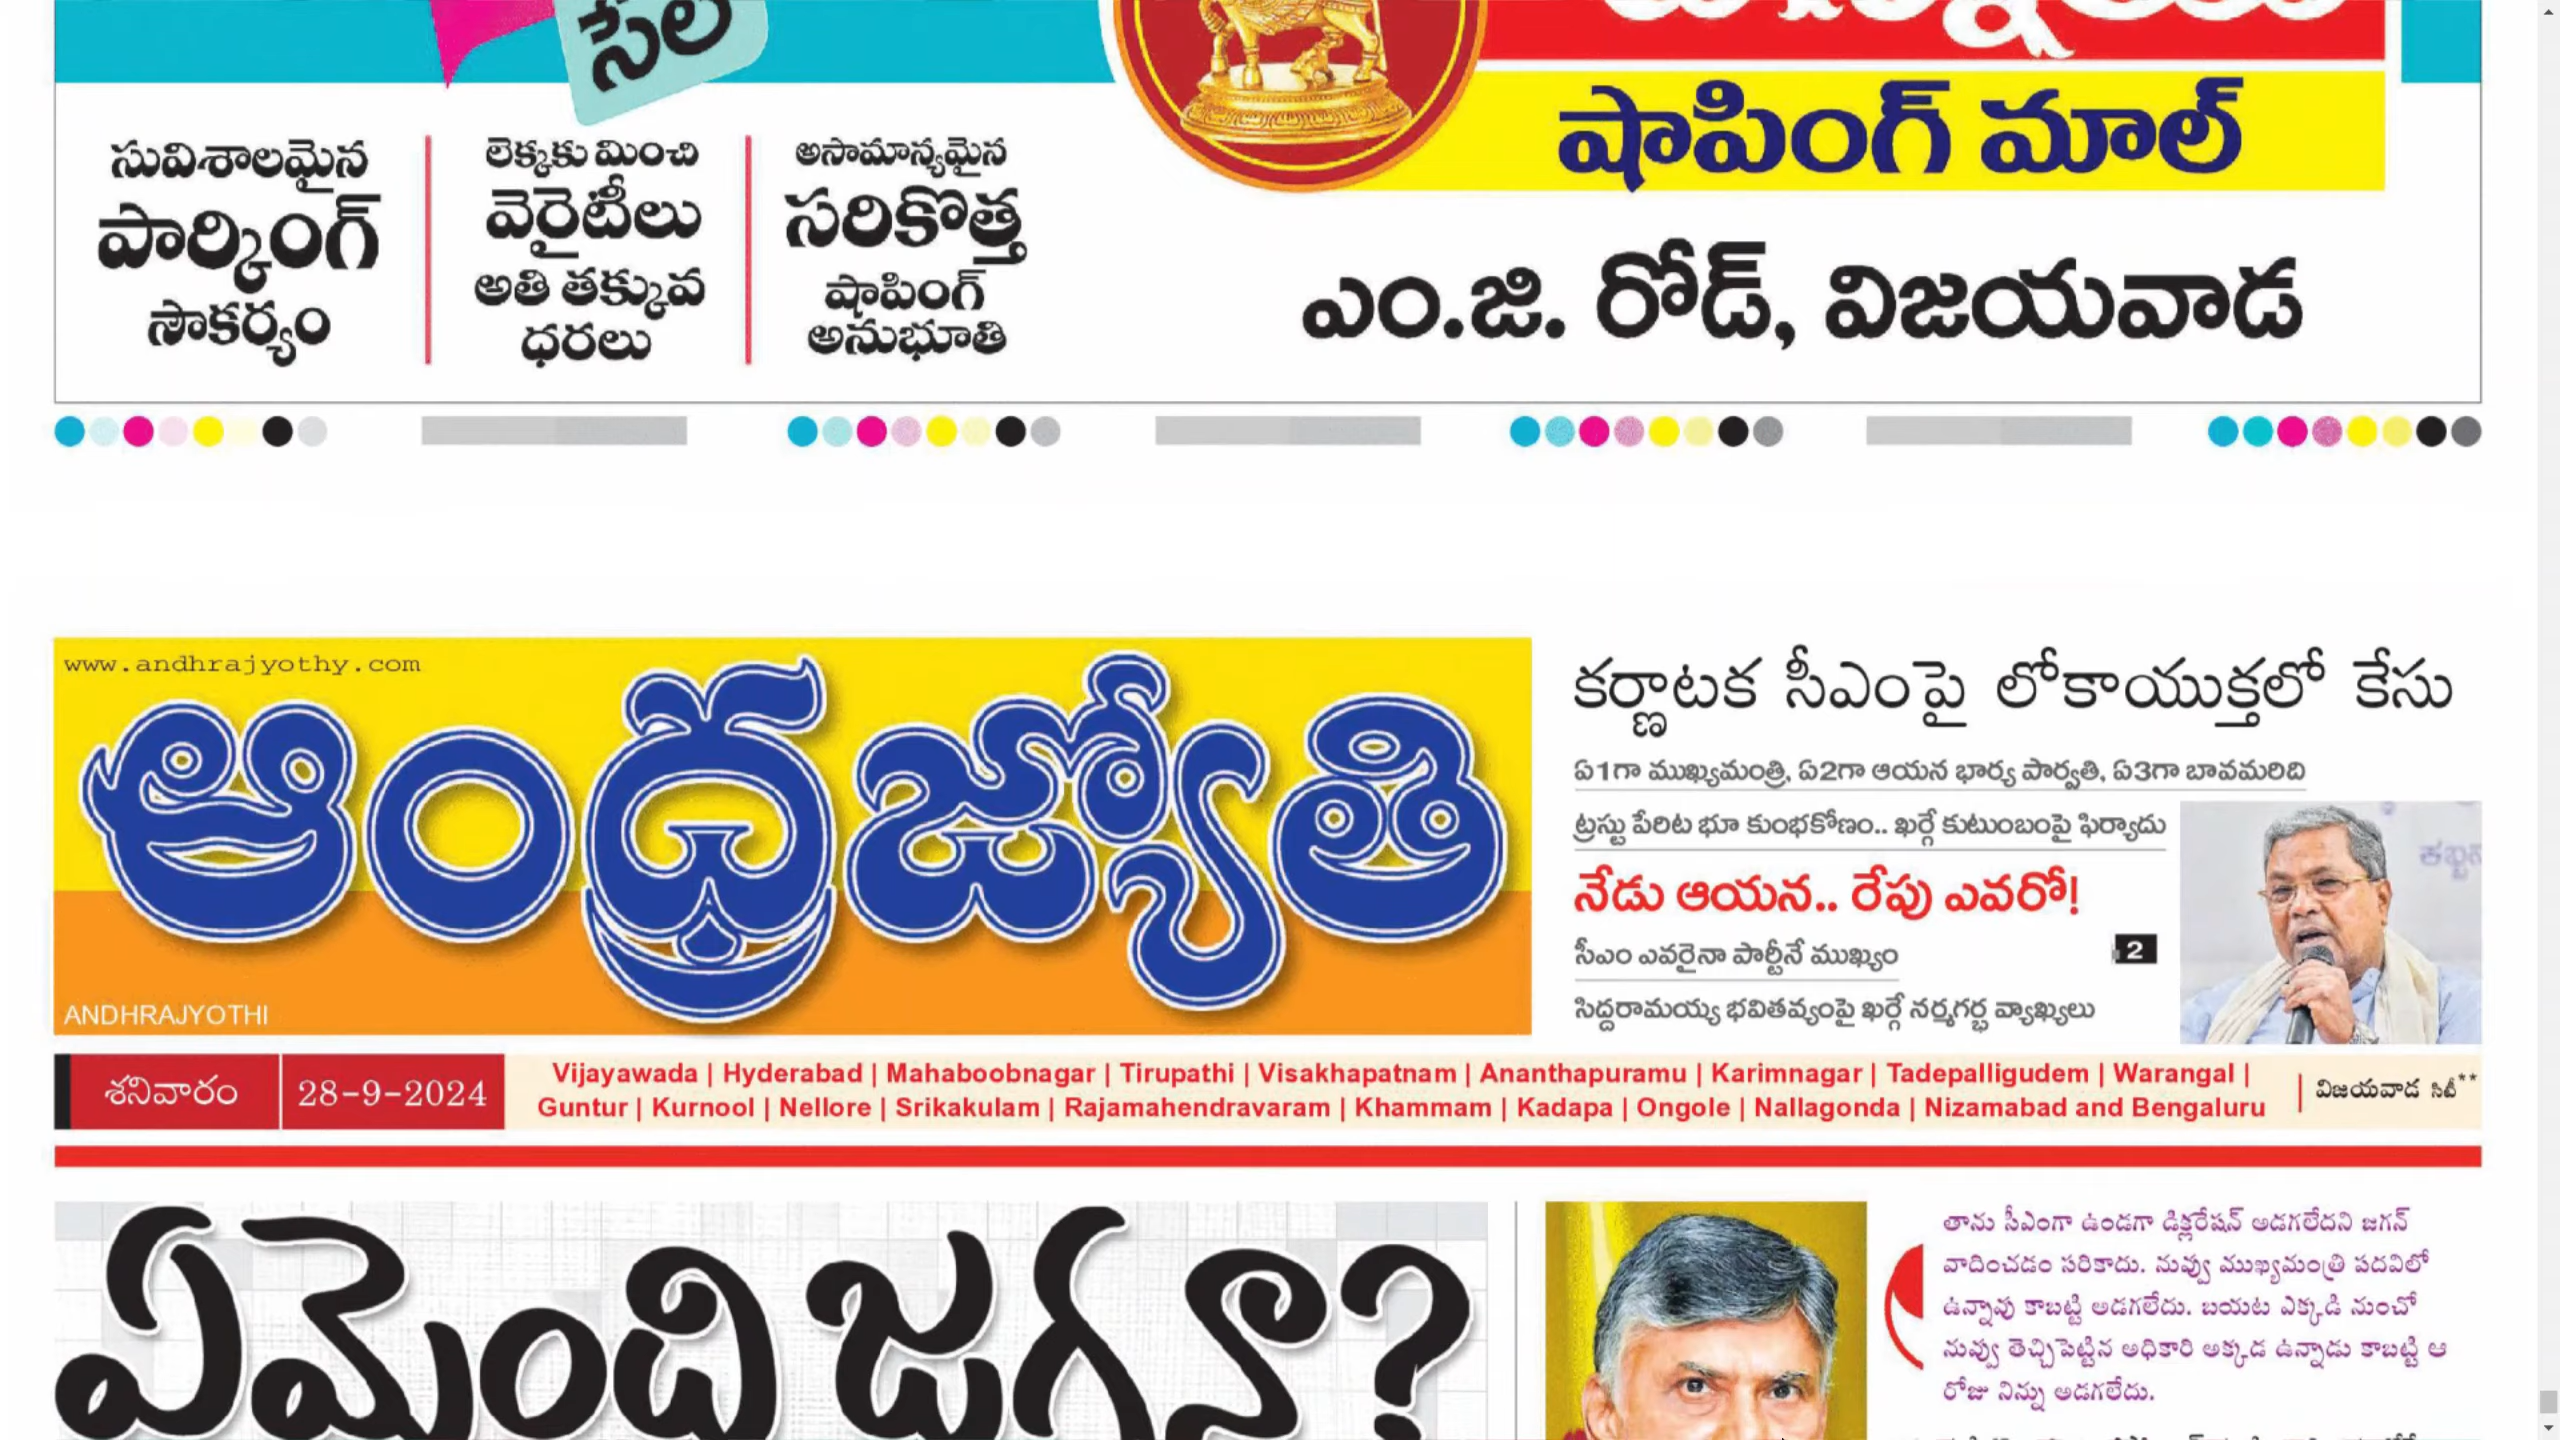 సేల్
షాపింగ్ మాల్
ఎం.జి. రోడ్, విజయవాడ
సువిశాలమైన
పార్కింగ్
సౌకర్యం
లెక్కకు మించి
వెరైటీలు
అతి తక్కువ
ధరలు
అసామాన్యమైన
సరికొత్త
షాపింగ్
అనుభూతి
www.andhrajyothy.com
ఆంధ్రజ్యోతి
ANDHRAJYOTHI
కర్ణాటక సీఎంపై లోకాయుక్తలో కేసు
ఏ1గా ముఖ్యమంత్రి, ఏ2గా ఆయన భార్య పార్వతి, ఏ3గా బావమరిది
ట్రస్టు పేరిట భూ కుంభకోణం.. ఖర్గే కుటుంబంపై ఫిర్యాదు
నేడు ఆయన.. రేపు ఎవరో!
సీఎం ఎవరైనా పార్టీనే ముఖ్యం
2
సిద్దరామయ్య భవితవ్యంపై ఖర్గే నర్మగర్భ వ్యాఖ్యలు
శనివారం
28-9-2024
Vijayawada | Hyderabad | Mahaboobnagar | Tirupathi | Visakhapatnam | Ananthapuramu | Karimnagar | Tadepalligudem | Warangal |
Guntur | Kurnool | Nellore | Srikakulam | Rajamahendravaram | Khammam | Kadapa | Ongole | Nallagonda | Nizamabad and Bengaluru
| విజయవాడ సిటీ**
ఏమైంది జగనా?
తాను సీఎంగా ఉండగా డిక్లరేషన్ అడగలేదని జగన్
వాదించడం సరికాదు. నువ్వు ముఖ్యమంత్రి పదవిలో
ఉన్నావు కాబట్టి అడగలేదు. బయట ఎక్కడి నుంచో
నువ్వు తెచ్చిపెట్టిన అధికారి అక్కడ ఉన్నాడు కాబట్టి ఆ
రోజు నిన్ను అడగలేదు.